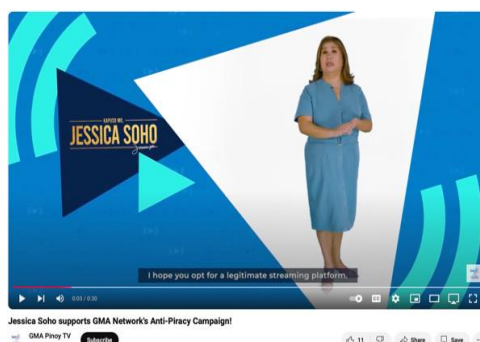 KAPUSO MO,
JESSICA SOHO
I hope you opt for a legitimate streaming platform.
0:03 / 0:30
Jessica Soho supports GMA Network's Anti-Piracy Campaign!
GMA Pinoy TV
Subscribe
11
Share
Save